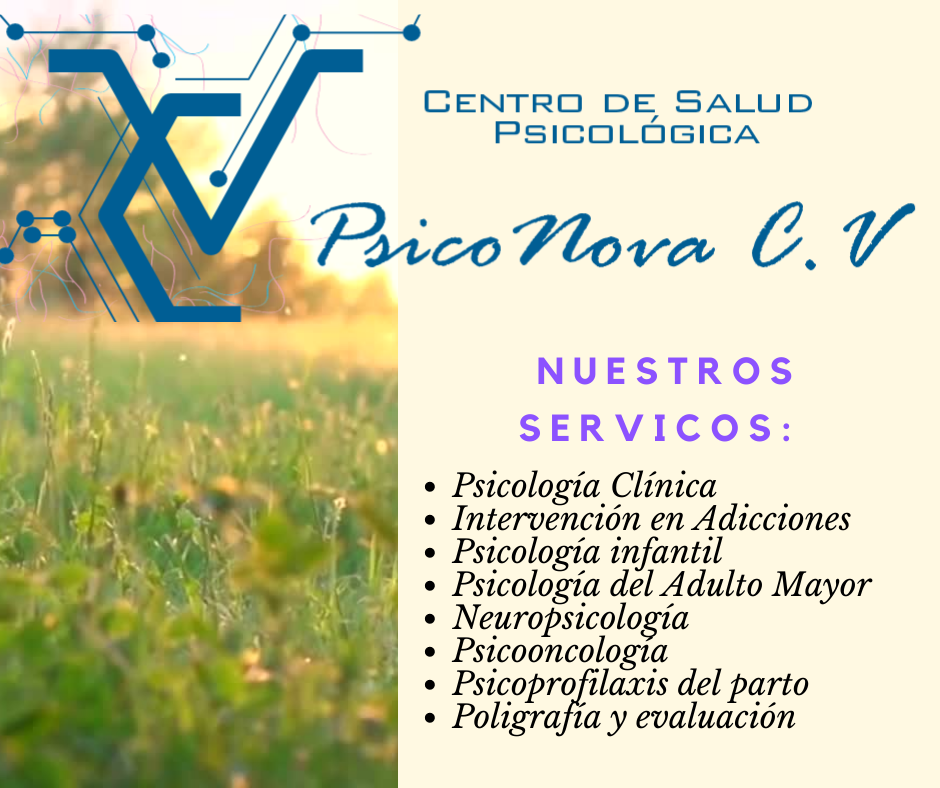 Centro de Salud
Psicológica
PsicoNova C.V
NUESTROS
SERVICOS:
• Psicología Clínica
• Intervención en Adicciones
• Psicología infantil
• Psicología del Adulto Mayor
• Neuropsicología
• Psicooncología
• Psicoprofilaxis del parto
• Poligrafía y evaluación